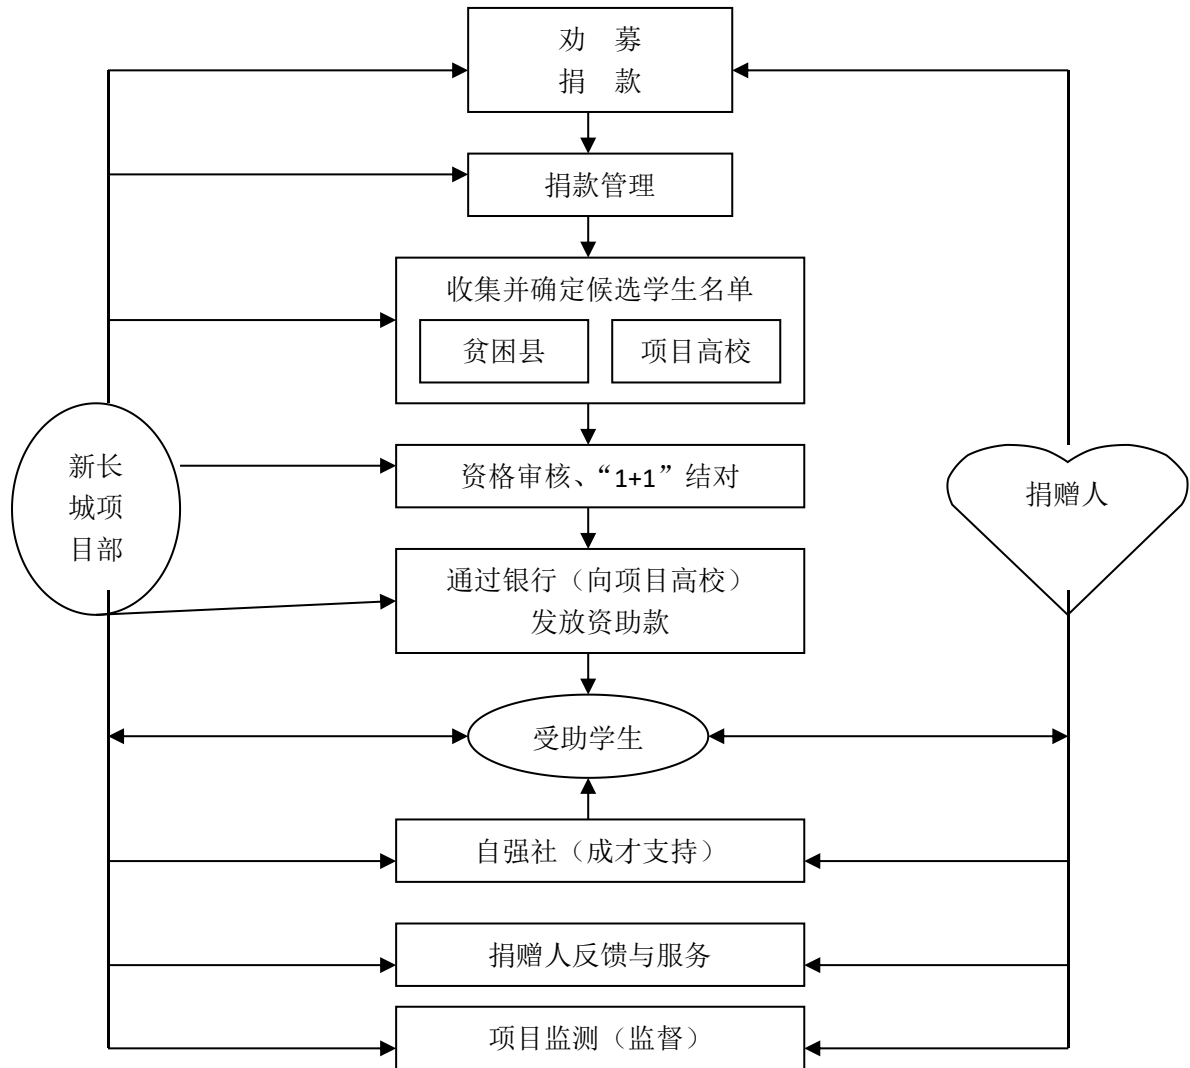 劝 募
捐 款
捐款管理
收集并确定候选学生名单
贫困县
项目高校
新长
城项
目部
资格审核、“1+1”结对
捐赠人
通过银行（向项目高校）
发放资助款
受助学生
自强社（成才支持）
捐赠人反馈与服务
项目监测（监督）